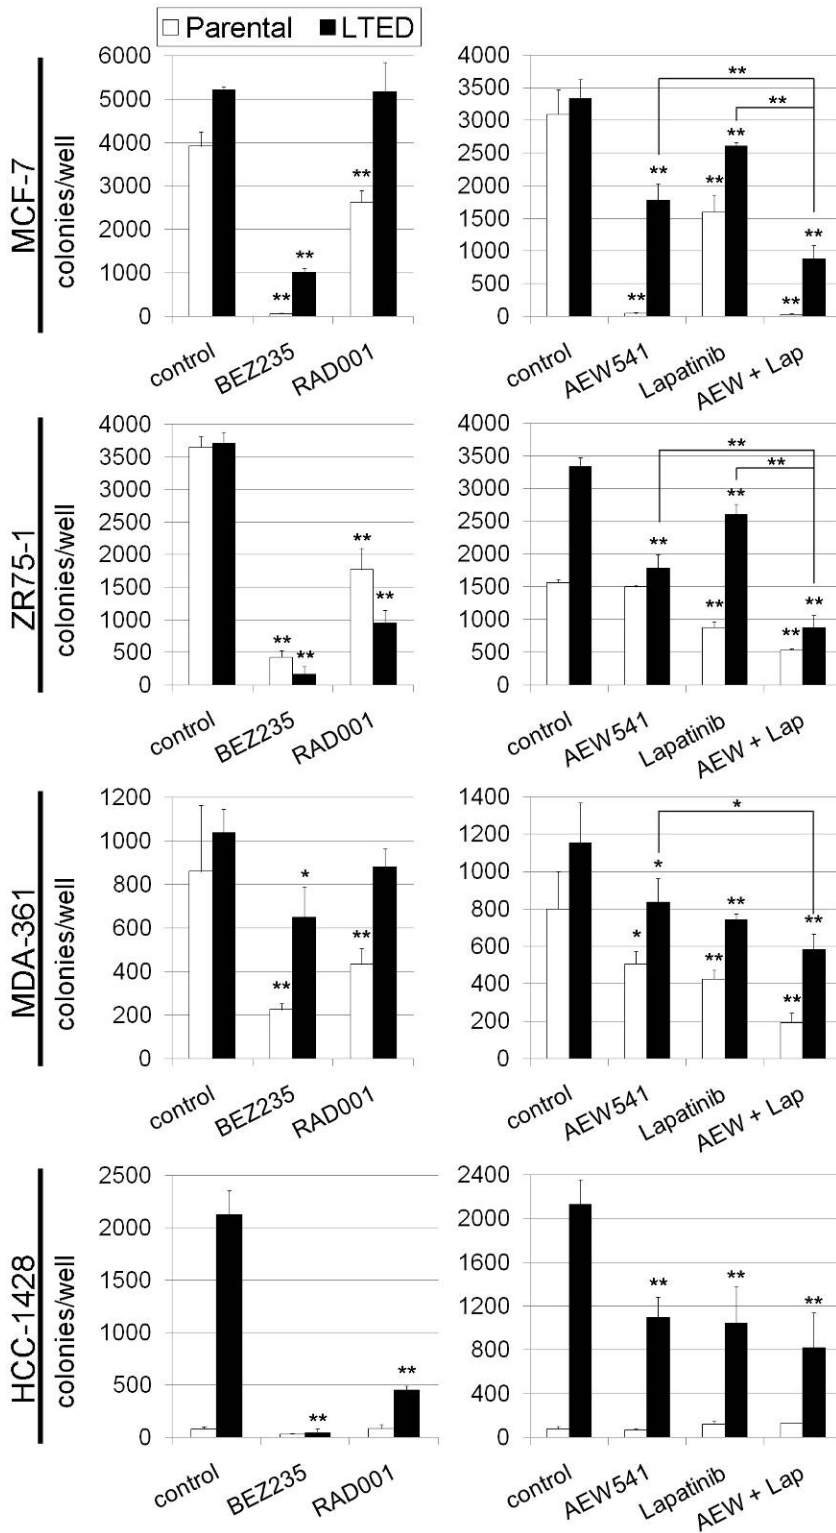 Parental LTED
MCF-7
colonies/well
6000
5000
4000
3000
2000
1000
0
**
**
**
control
BEZ235
RAD001
4000
3500
3000
2500
2000
1500
1000
500
0
**
**
**
**
**
**
**
**
control
AEW541
Lapatinib
AEW + Lap
ZR75-1
colonies/well
4000
3500
3000
2500
2000
1500
1000
500
0
**
**
**
**
control
BEZ235
RAD001
4000
3500
3000
2500
2000
1500
1000
500
0
**
**
**
**
**
**
**
control
AEW541
Lapatinib
AEW + Lap
MDA-361
colonies/well
1200
1000
800
600
400
200
0
**
*
**
control
BEZ235
RAD001
1400
1200
1000
800
600
400
200
0
*
*
*
**
**
**
**
control
AEW541
Lapatinib
AEW + Lap
HCC-1428
colonies/well
2500
2000
1500
1000
500
0
**
**
control
BEZ235
RAD001
2400
2000
1600
1200
800
400
0
**
**
**
control
AEW541
Lapatinib
AEW + Lap